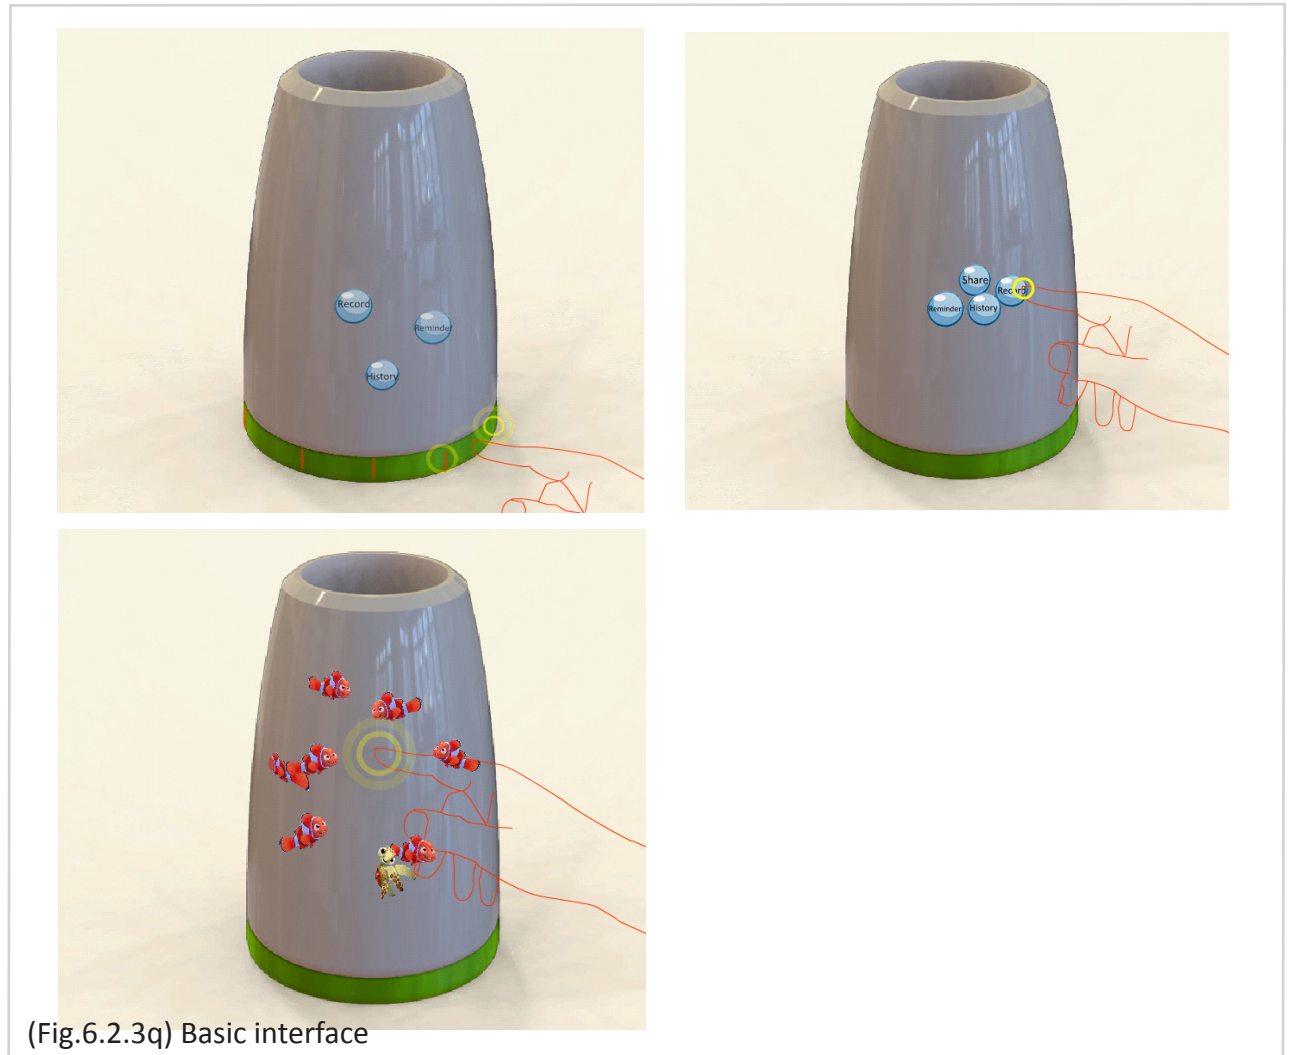 Record
Reminder
History
Share
Record
Reminder
History
(Fig.6.2.3q) Basic interface